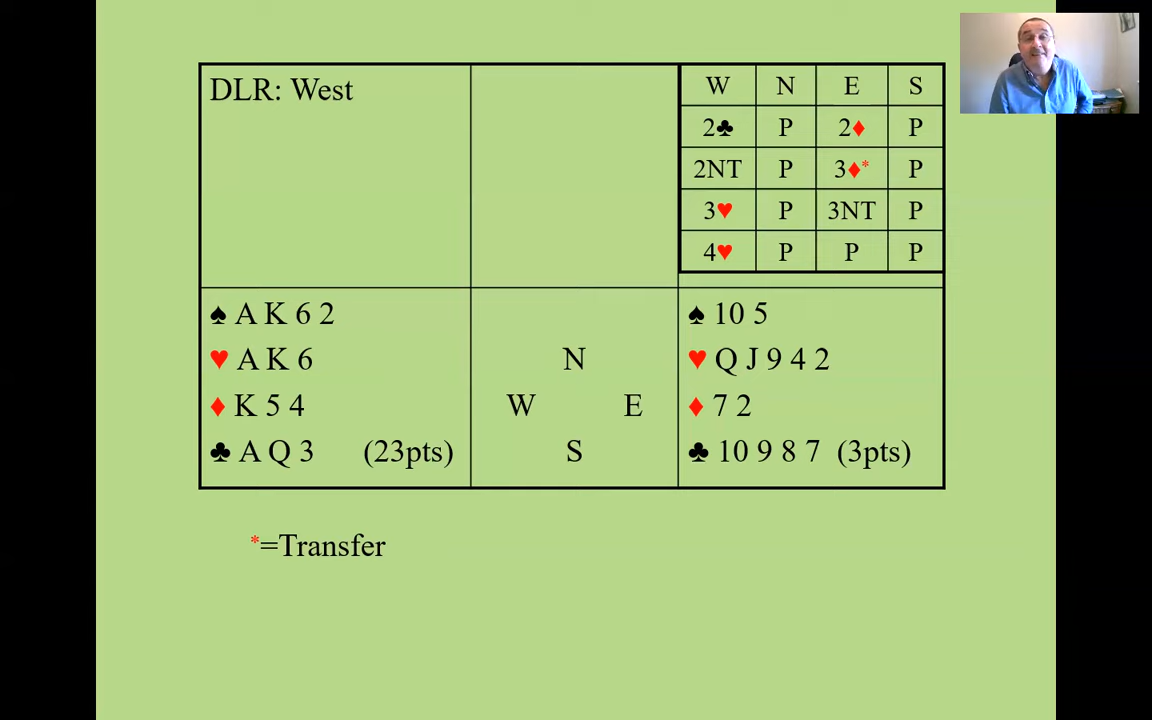 DLR: West
W N E S
2♣ P 2♦ P
2NT P 3♦* P
3♥ P 3NT P
4♥ P P P
♠ A K 6 2
♥ A K 6
♦ K 5 4
♣ A Q 3 (23pts)
N
W E
S
♠ 10 5
♥ Q J 9 4 2
♦ 7 2
♣ 10 9 8 7 (3pts)
*=Transfer